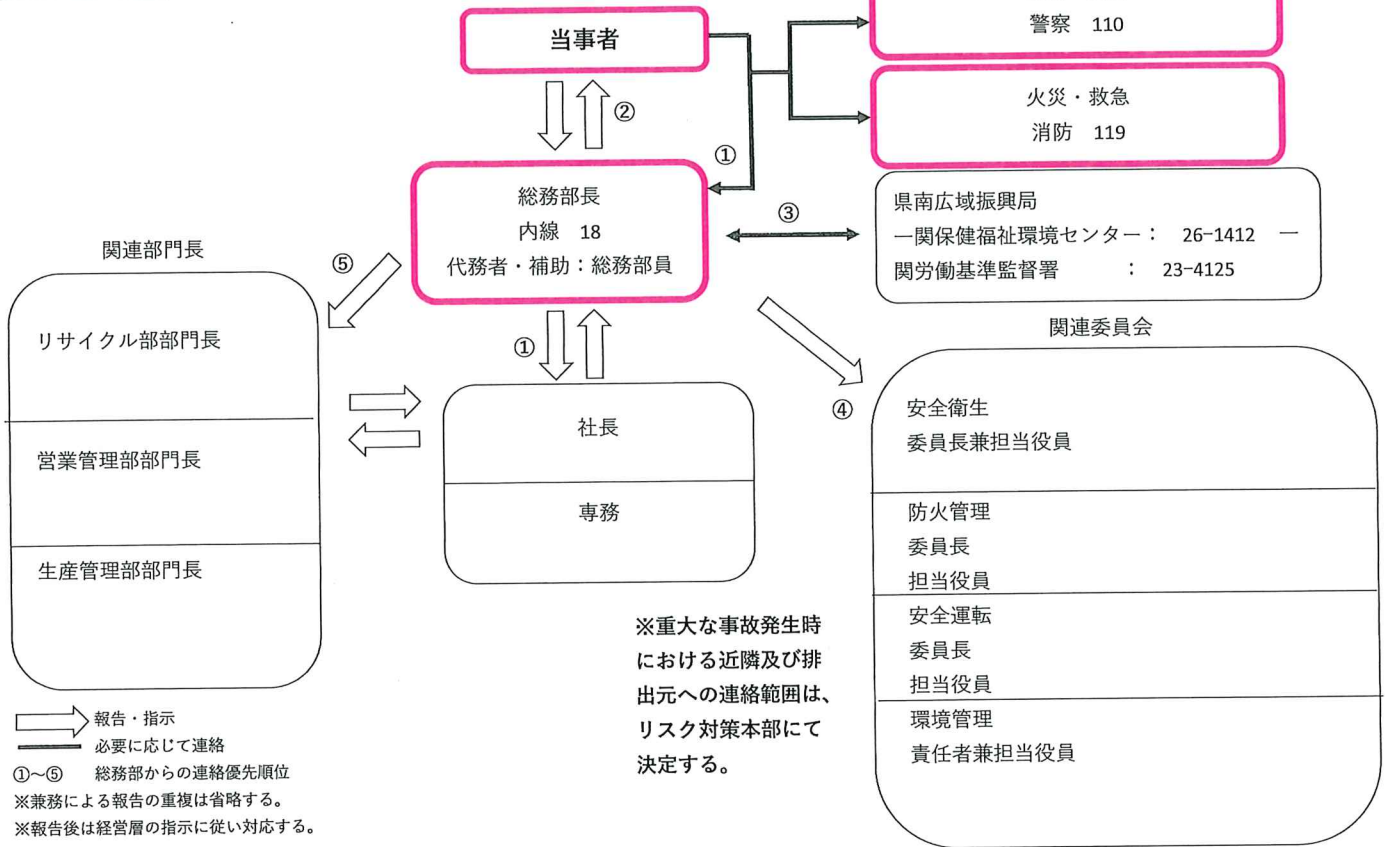 警察 110
当事者
火災・救急
消防 119
②
①
総務部長
内線 18
代務者・補助：総務部員
③
県南広域振興局
一関保健福祉環境センター： 26-1412 一
関労働基準監督署 ： 23-4125
関連部門長
⑤
リサイクル部部門長
営業管理部部門長
生産管理部部門長
①
社長
専務
④
関連委員会
安全衛生
委員長兼担当役員
防火管理
委員長
担当役員
安全運転
委員長
担当役員
環境管理
責任者兼担当役員
※重大な事故発生時
における近隣及び排
出元への連絡範囲は、
リスク対策本部にて
決定する。
報告・指示
必要に応じて連絡
①～⑤ 総務部からの連絡優先順位
※兼務による報告の重複は省略する。
※報告後は経営層の指示に従い対応する。